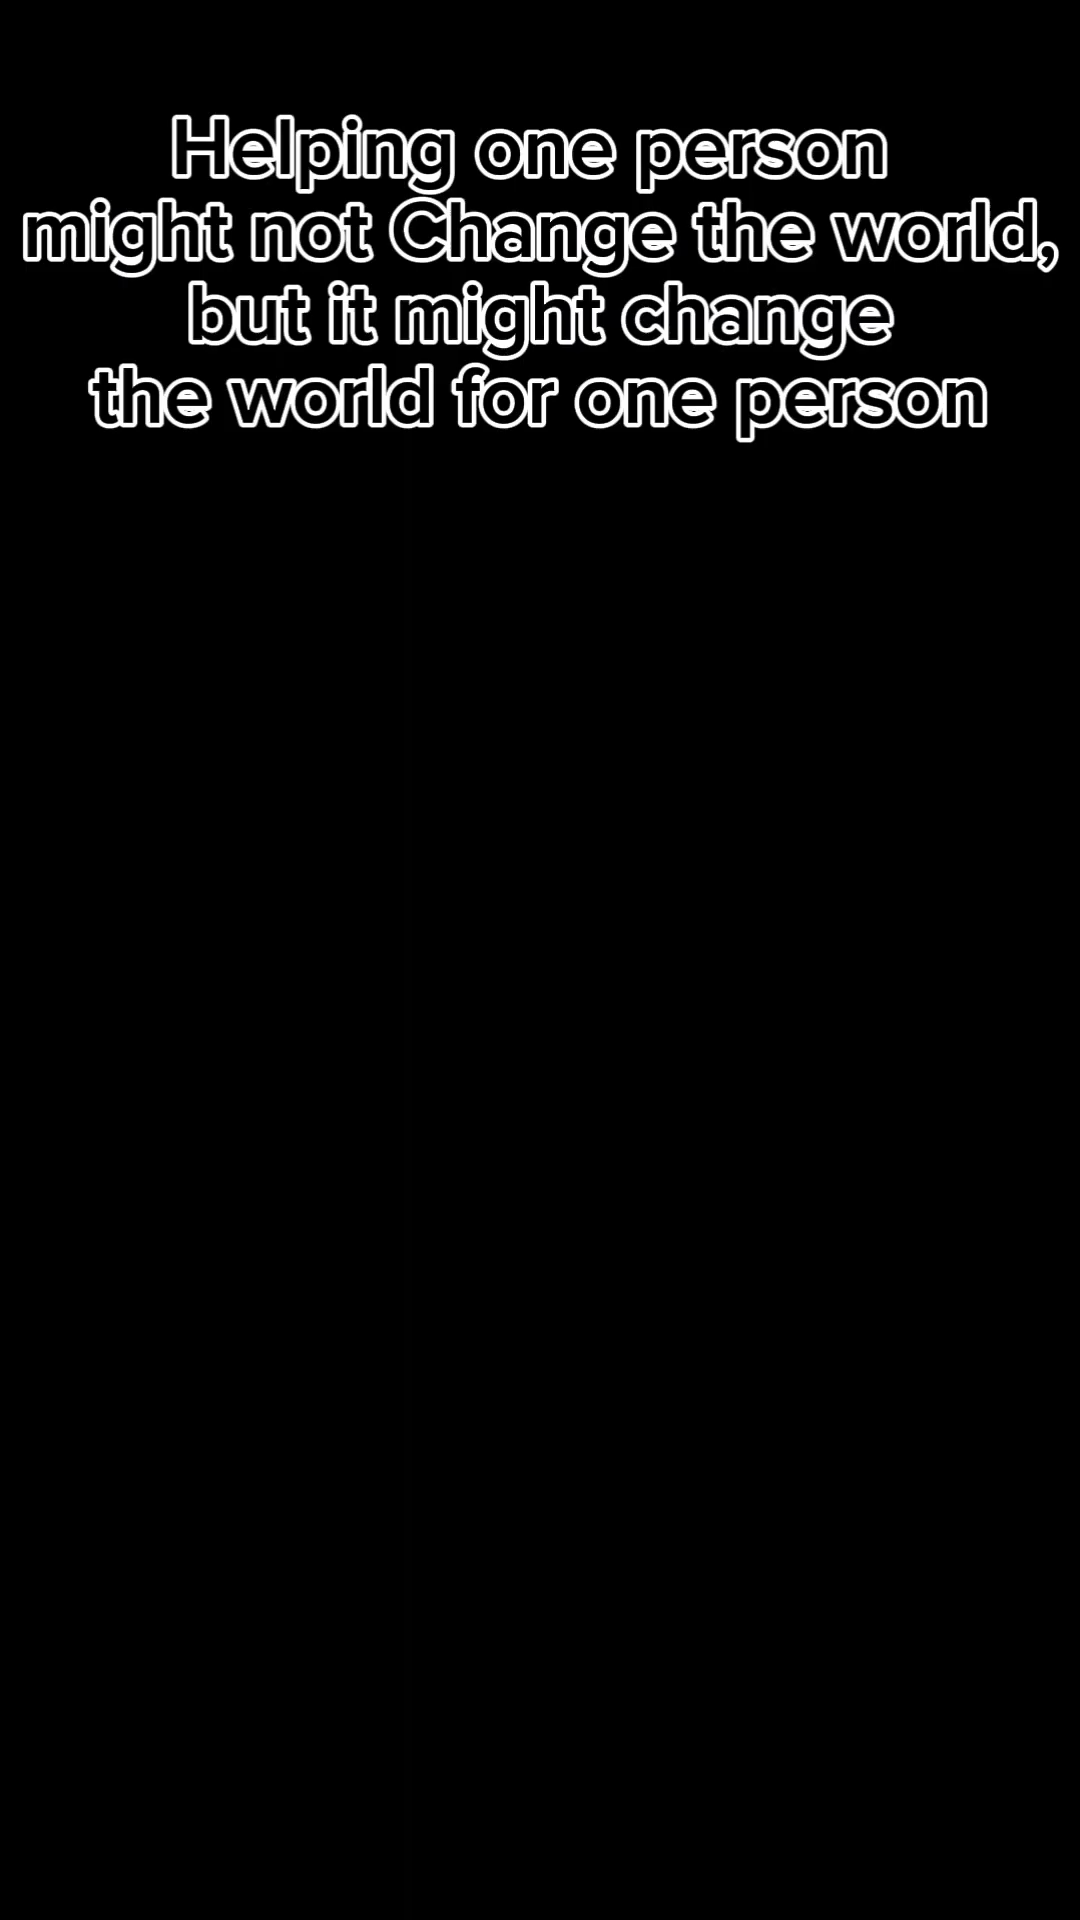 Helping one person
might not Change the world,
but it might change
the world for one person